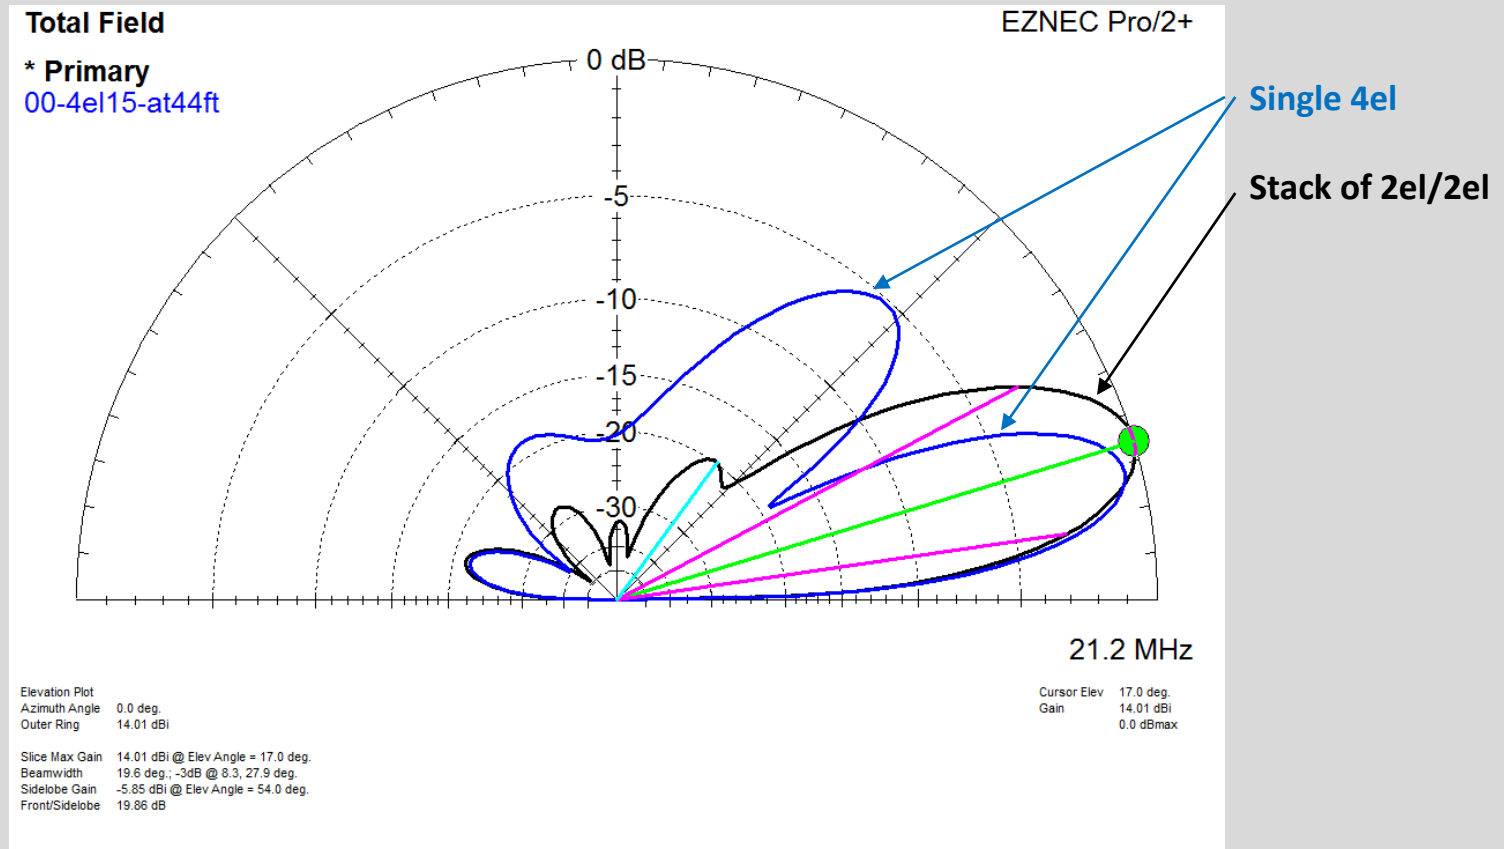 Total Field
EZNEC Pro/2+
* Primary
00-4el15-at44ft
0 dB
-5
-10
-15
-20
-30
Single 4el
Stack of 2el/2el
21.2 MHz
Elevation Plot
Azimuth Angle 0.0 deg.
Outer Ring 14.01 dBi
Cursor Elev 17.0 deg.
Gain 14.01 dBi
0.0 dBmax
Slice Max Gain 14.01 dBi @ Elev Angle = 17.0 deg.
Beamwidth 19.6 deg.; -3dB @ 8.3, 27.9 deg.
Sidelobe Gain -5.85 dBi @ Elev Angle = 54.0 deg.
Front/Sidelobe 19.86 dB